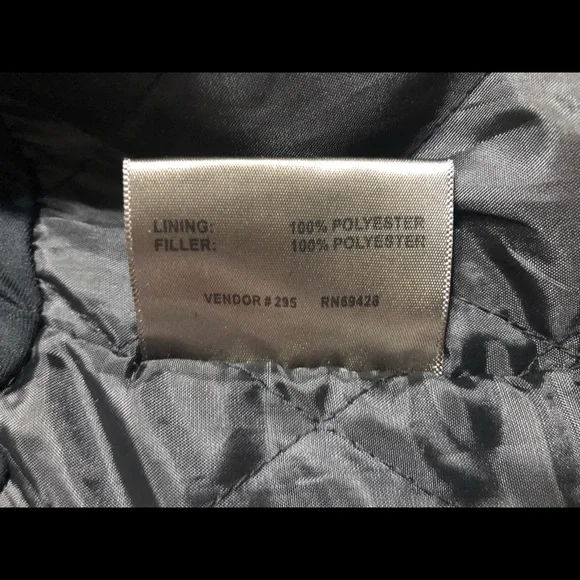 LINING: 100% POLYESTER
FILLER: 100% POLYESTER
VENDOR # 295 RN69426